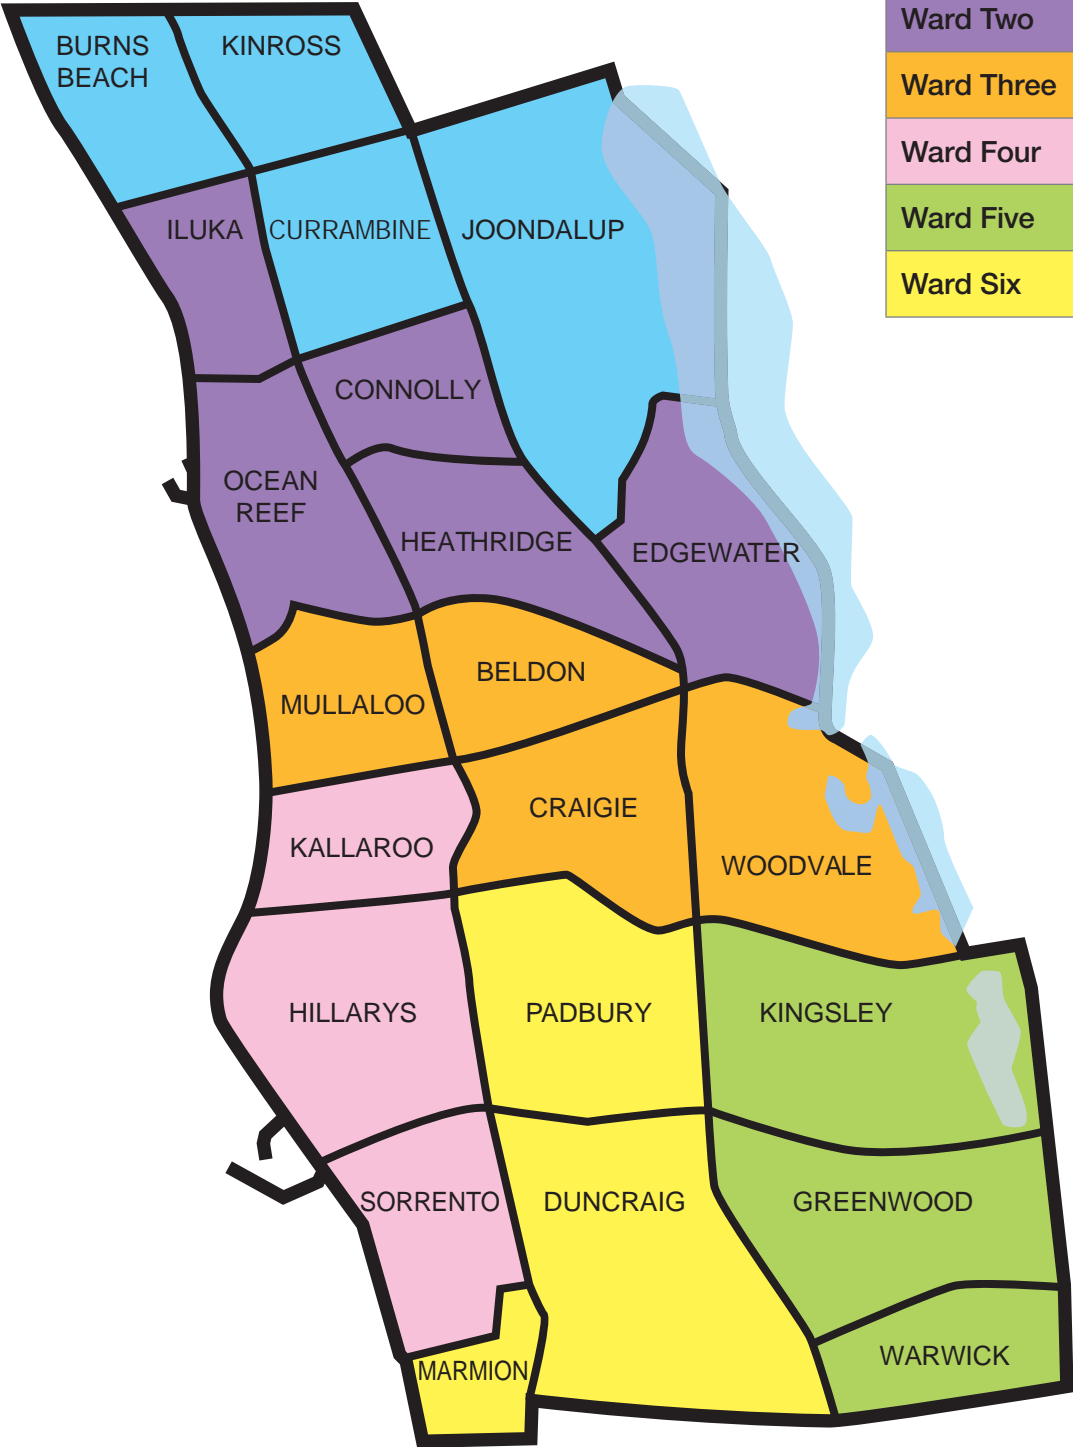 Ward Two
BURNS
BEACH
KINROSS
Ward Three
Ward Four
Ward Five
ILUKA
CURRAMBINE
JOONDALUP
Ward Six
CONNOLLY
OCEAN
REEF
HEATHRIDGE
EDGEWATER
BELDON
MULLALOO
CRAIGIE
KALLAROO
WOODVALE
HILLARYS
PADBURY
KINGSLEY
SORRENTO
DUNCRAIG
GREENWOOD
WARWICK
MARMION